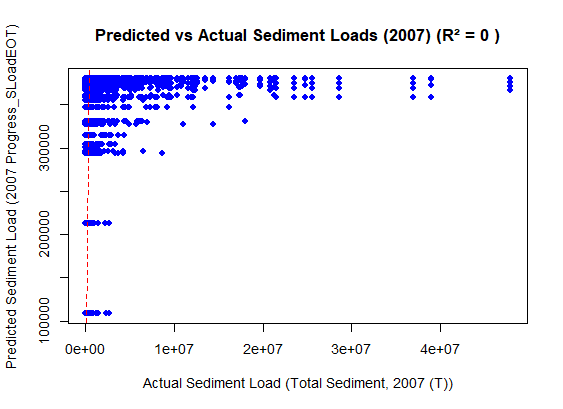 Predicted vs Actual Sediment Loads (2007) (R² = 0 )
Predicted Sediment Load (2007 Progress_SLoadEOT)
300000
200000
100000
0e+00 1e+07 2e+07 3e+07 4e+07
Actual Sediment Load (Total Sediment, 2007 (T))